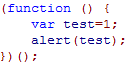 (function () {
    var test=1;
    alert(test);
})();